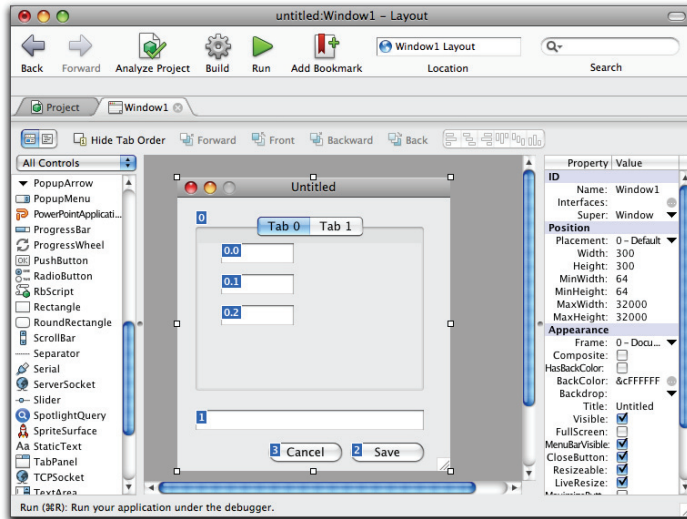 untitled:Window1 - Layout
Window1 Layout
Back Forward Analyze Project Build Run Add Bookmark Location Search
Project Window1
Hide Tab Order Forward Front Backward Back
All Controls
PopupArrow
PopupMenu
PowerPointApplicati...
ProgressBar
ProgressWheel
PushButton
OK
RadioButton
RbScript
Rectangle
RoundRectangle
ScrollBar
Separator
Serial
ServerSocket
Slider
SpotlightQuery
SpriteSurface
Aa StaticText
TabPanel
TCPSocket
TextArea
Untitled
0
Tab 0 Tab 1
0.0
0.1
0.2
1
3 Cancel 2 Save
Property Value
ID
Name: Window1
Interfaces:
Super: Window
Position
Placement: 0 - Default
Width: 300
Height: 300
MinWidth: 64
MinHeight: 64
MaxWidth: 32000
MaxHeight: 32000
Appearance
Frame: 0 - Docu...
Composite:
HasBackColor:
BackColor: &cFFFFFF
Backdrop:
Title: Untitled
Visible:
FullScreen:
MenuBarVisible:
CloseButton:
Resizeable:
LiveResize:
Run (⌘R): Run your application under the debugger.